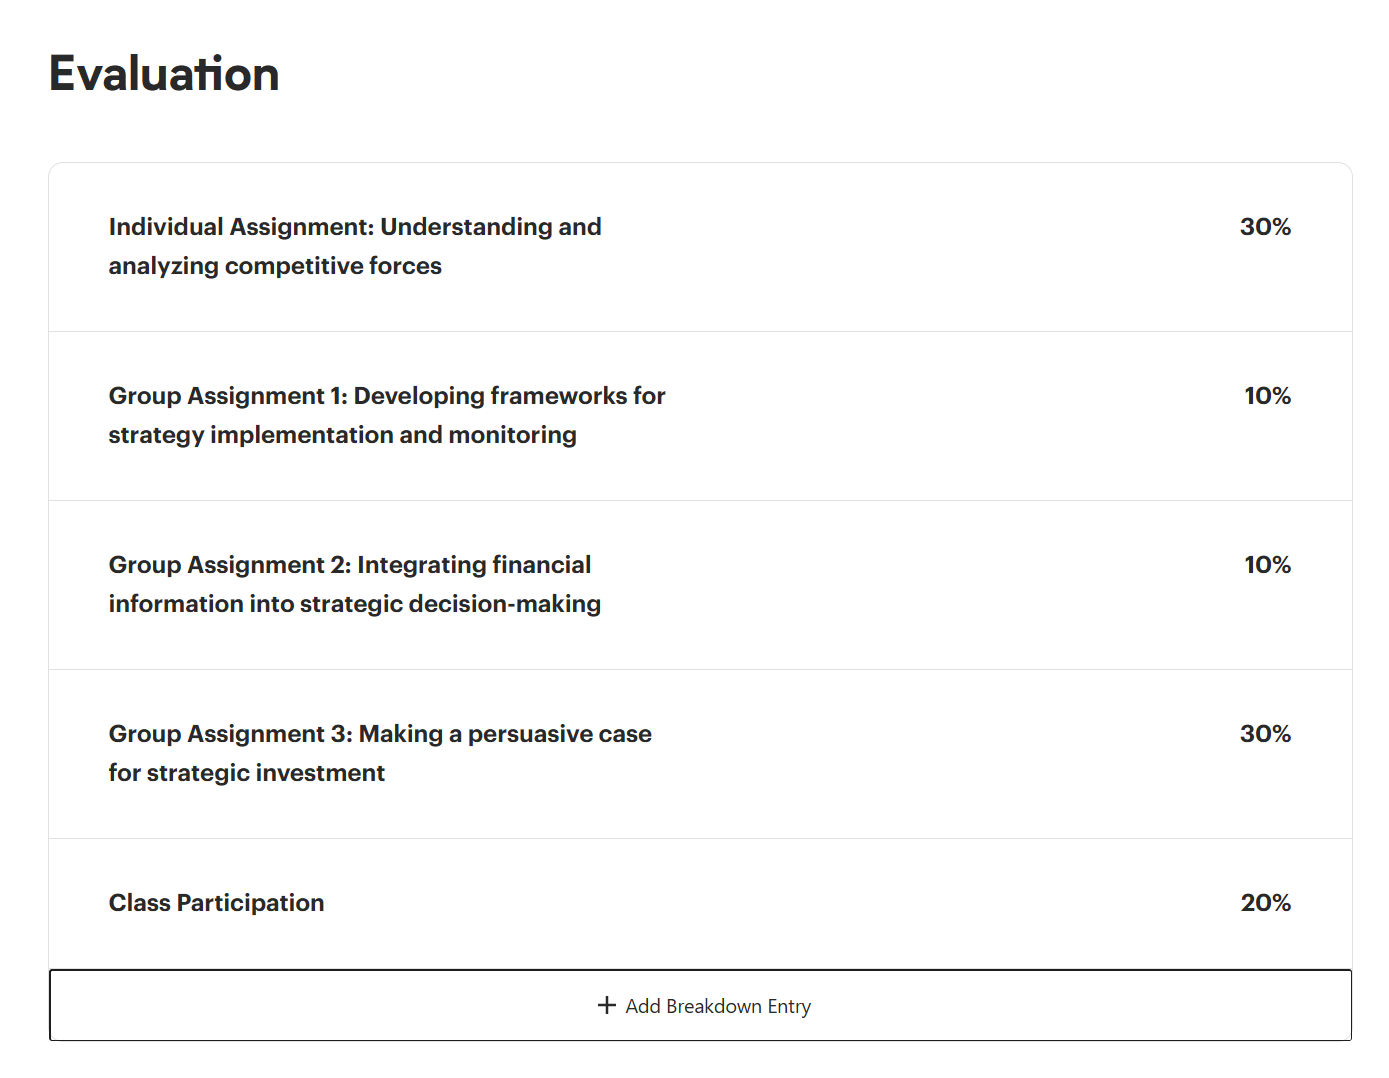 Evaluation
Individual Assignment: Understanding and
analyzing competitive forces
30%
Group Assignment 1: Developing frameworks for
strategy implementation and monitoring
10%
Group Assignment 2: Integrating financial
information into strategic decision-making
10%
Group Assignment 3: Making a persuasive case
for strategic investment
30%
Class Participation
20%
Add Breakdown Entry